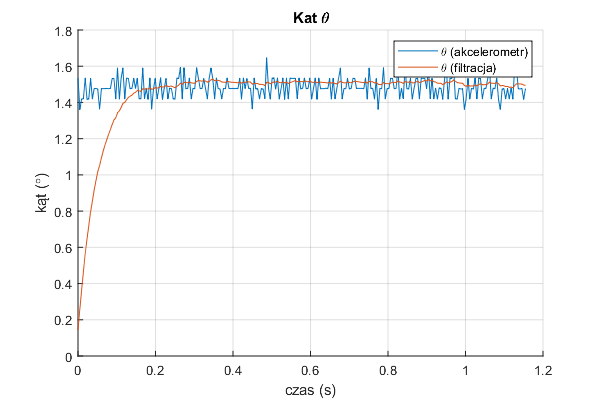 Kat θ
1.8
1.6
1.4
1.2
1
0.8
0.6
0.4
0.2
0
kąt (°)
θ (akcelerometr)
θ (filtracja)
0 0.2 0.4 0.6 0.8 1 1.2
czas (s)